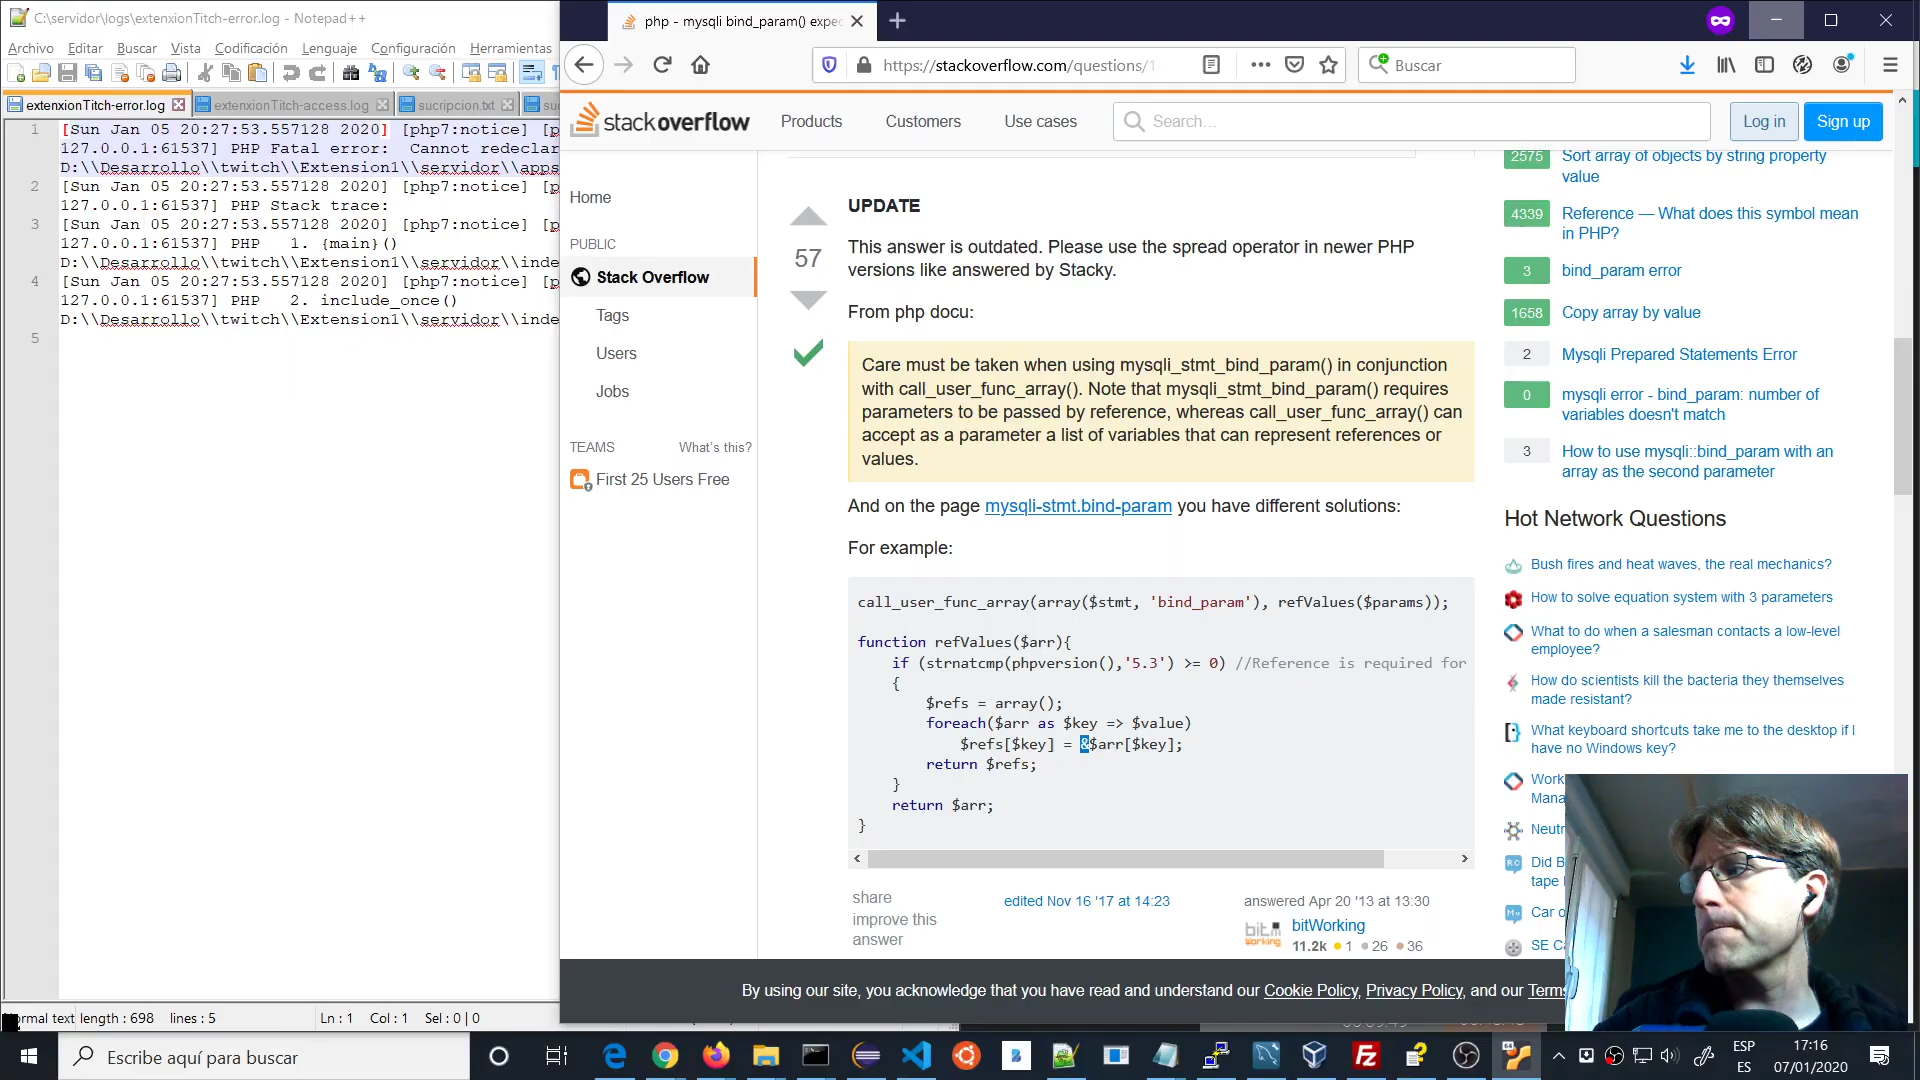 C:\servidor\logs\extenxionTitch-error.log - Notepad++
Archivo Editar Buscar Vista Codificación Lenguaje Configuración Herramientas
extenxionTitch-error.log extenxionTitch-access.log sucripcion.txt
1 [Sun Jan 05 20:27:53.557128 2020] [php7:notice] [p
127.0.0.1:61537] PHP Fatal error:  Cannot redeclar
D:\\Desarrollo\\twitch\\Extension1\\servidor\\apps
2 [Sun Jan 05 20:27:53.557128 2020] [php7:notice] [p
127.0.0.1:61537] PHP Stack trace:
3 [Sun Jan 05 20:27:53.557128 2020] [php7:notice] [p
127.0.0.1:61537] PHP   1. {main}()
D:\\Desarrollo\\twitch\\Extension1\\servidor\\inde
4 [Sun Jan 05 20:27:53.557128 2020] [php7:notice] [p
127.0.0.1:61537] PHP   2. include_once()
D:\\Desarrollo\\twitch\\Extension1\\servidor\\inde
5
ormal text length : 698 lines : 5 Ln : 1 Col : 1 Sel : 0 | 0
php - mysqli bind_param() expec
https://stackoverflow.com/questions/1
Buscar
stackoverflow Products Customers Use cases Search... Log in Sign up
Home
PUBLIC
Stack Overflow
Tags
Users
Jobs
TEAMS What's this?
First 25 Users Free
57
UPDATE
This answer is outdated. Please use the spread operator in newer PHP
versions like answered by Stacky.
From php docu:
Care must be taken when using mysqli_stmt_bind_param() in conjunction
with call_user_func_array(). Note that mysqli_stmt_bind_param() requires
parameters to be passed by reference, whereas call_user_func_array() can
accept as a parameter a list of variables that can represent references or
values.
And on the page mysqli-stmt.bind-param you have different solutions:
For example:
call_user_func_array(array($stmt, 'bind_param'), refValues($params));
function refValues($arr){
if (strnatcmp(phpversion(),'5.3') >= 0) //Reference is required for
{
$refs = array();
foreach($arr as $key => $value)
$refs[$key] = &$arr[$key];
return $refs;
}
return $arr;
}
share
improve this
answer
edited Nov 16 '17 at 14:23
answered Apr 20 '13 at 13:30
bit working
bitWorking
11.2k 1 26 36
2575 Sort array of objects by string property
value
4339 Reference — What does this symbol mean
in PHP?
3 bind_param error
1658 Copy array by value
2 Mysqli Prepared Statements Error
0 mysqli error - bind_param: number of
variables doesn't match
3 How to use mysqli::bind_param with an
array as the second parameter
Hot Network Questions
Bush fires and heat waves, the real mechanics?
How to solve equation system with 3 parameters
What to do when a salesman contacts a low-level
employee?
How do scientists kill the bacteria they themselves
made resistant?
What keyboard shortcuts take me to the desktop if I
have no Windows key?
Work
Mana
Neutr
Did B
tape
Car o
SE Ca
By using our site, you acknowledge that you have read and understand our Cookie Policy, Privacy Policy, and our Terms
Escribe aquí para buscar
ESP
ES
17:16
07/01/2020